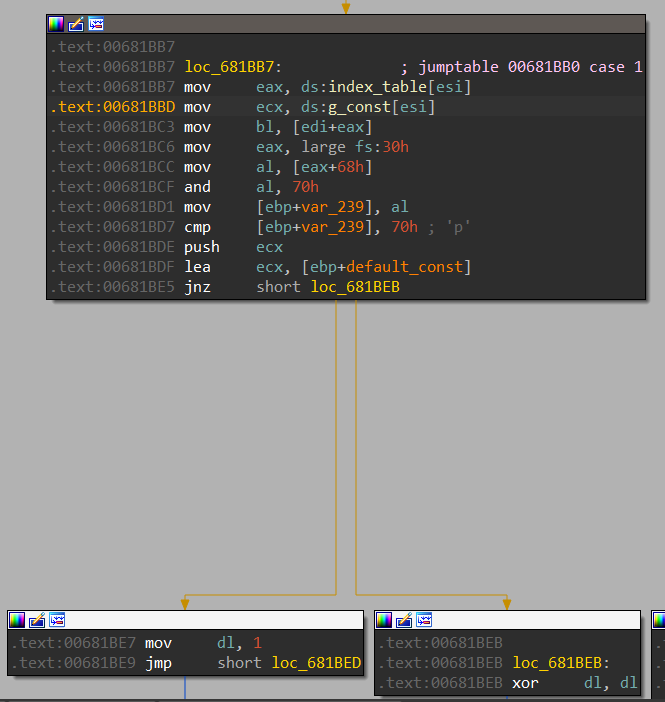 .text:00681BB7
.text:00681BB7 loc_681BB7: ; jumptable 00681BB0 case 1
.text:00681BB7 mov eax, ds:index_table[esi]
.text:00681BBD mov ecx, ds:g_const[esi]
.text:00681BC3 mov bl, [edi+eax]
.text:00681BC6 mov eax, large fs:30h
.text:00681BCC mov al, [eax+68h]
.text:00681BCF and al, 70h
.text:00681BD1 mov [ebp+var_239], al
.text:00681BD7 cmp [ebp+var_239], 70h ; 'p'
.text:00681BDE push ecx
.text:00681BDF lea ecx, [ebp+default_const]
.text:00681BE5 jnz short loc_681BEB
.text:00681BE7 mov dl, 1
.text:00681BE9 jmp short loc_681BED
.text:00681BEB
.text:00681BEB loc_681BEB:
.text:00681BEB xor dl, dl